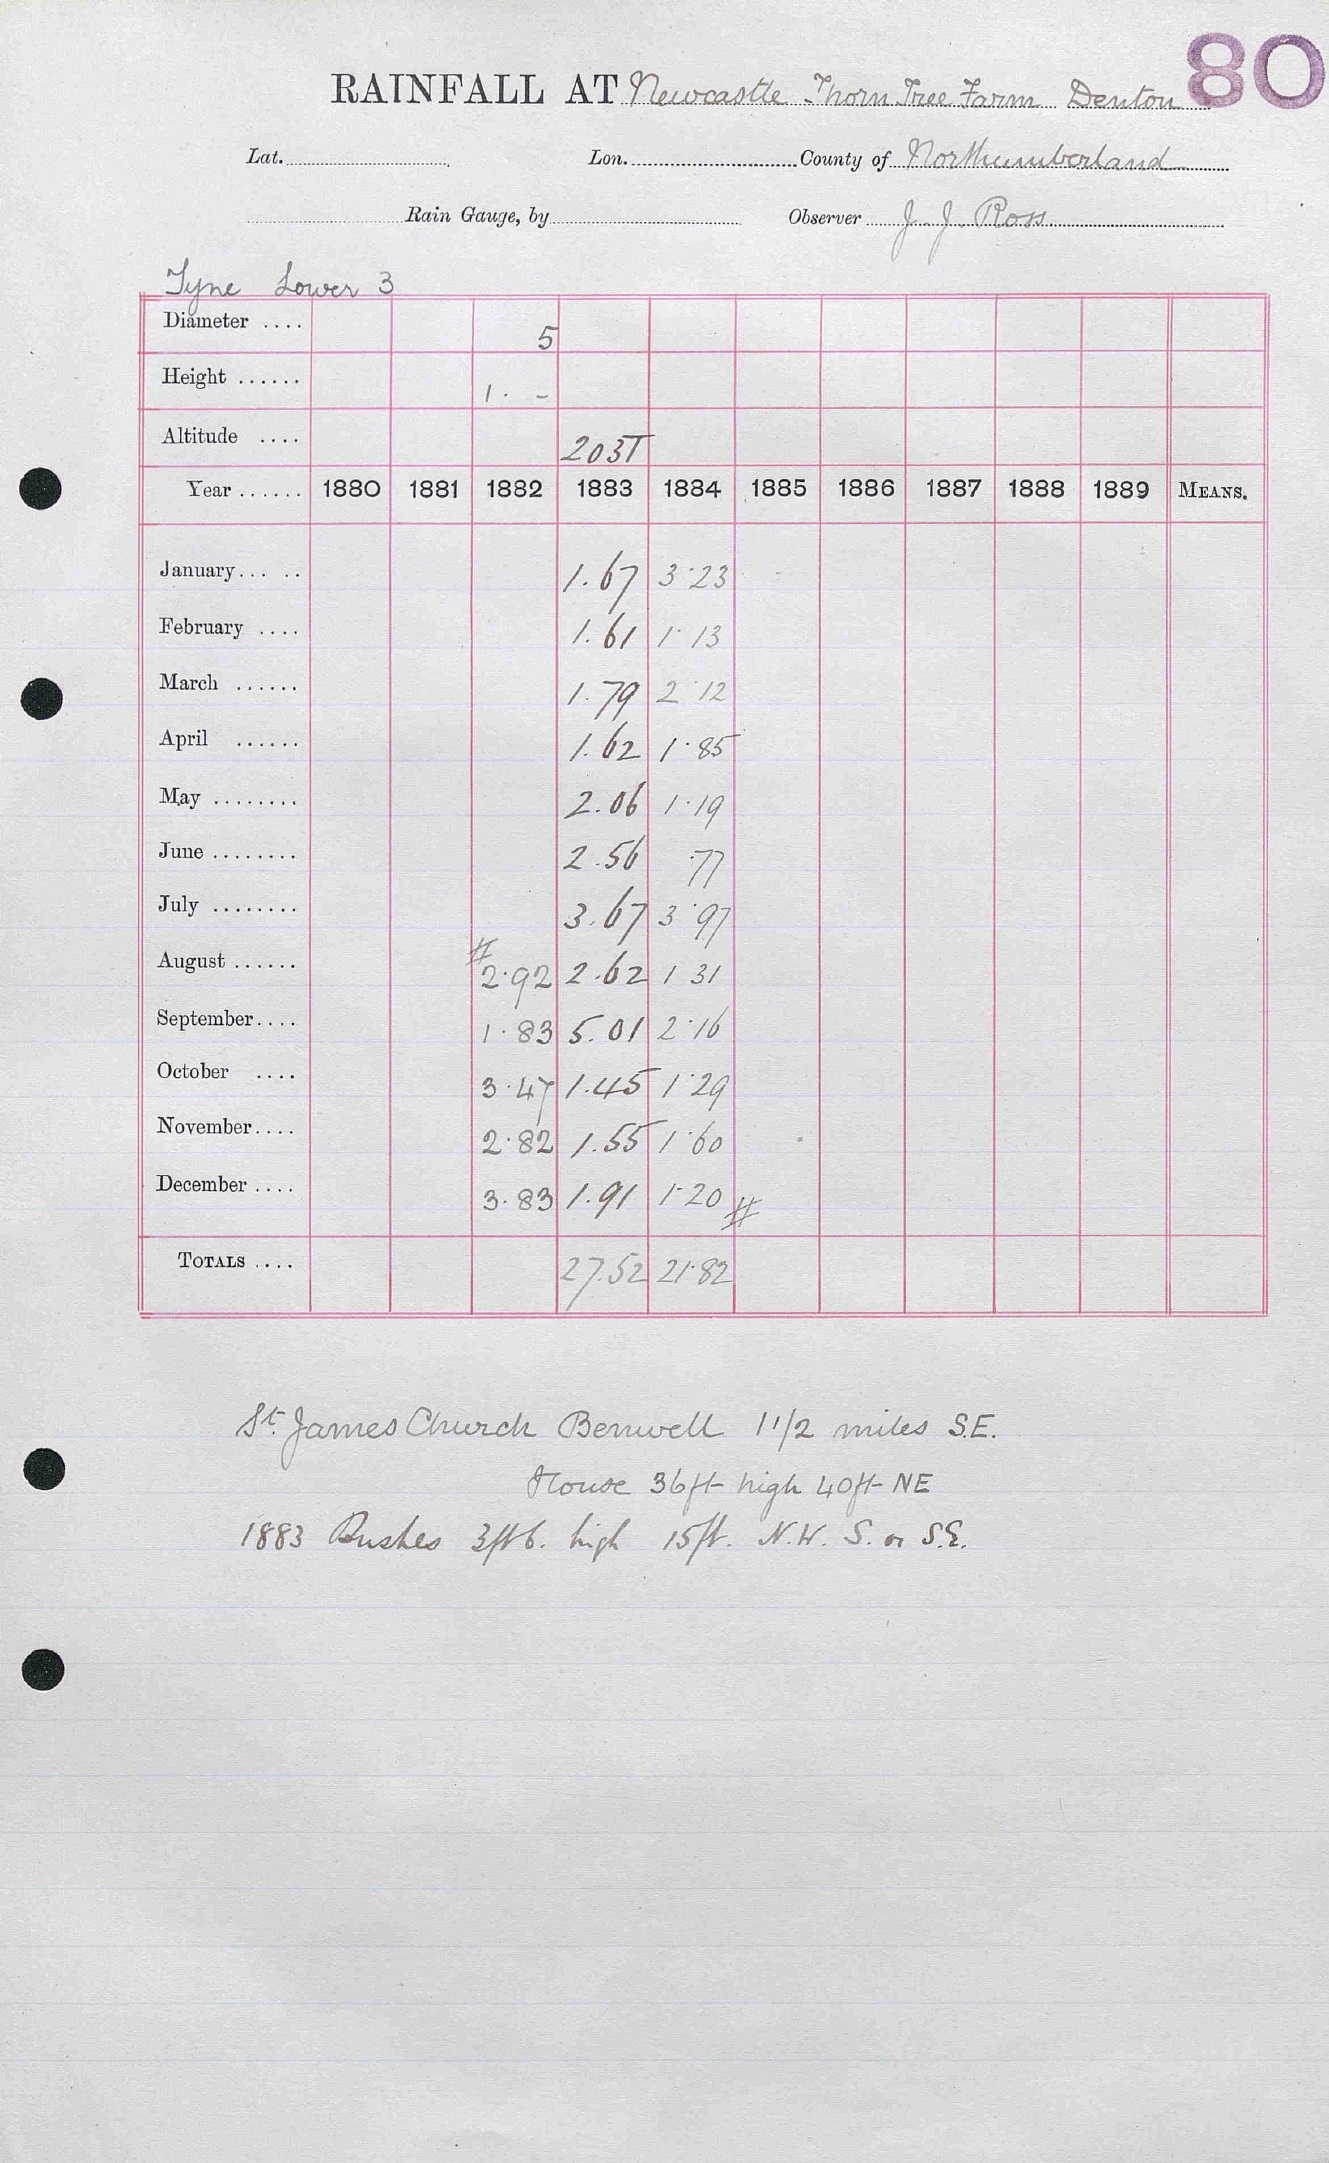 80
RAINFALL AT Newcastle Thorn Tree Farm Denton
Lat. Lon. County of Northumberland
Rain Gauge, by Observer J. J. Ross
Tyne Lower 3
Diameter .... 5
Height ...... 1 . -
Altitude .... 203T
Year ...... 1880 1881 1882 1883 1884 1885 1886 1887 1888 1889 MEANS.
January... .. 1.67 3.23
February .... 1.61 1.13
March ...... 1.79 2.12
April ...... 1.62 1.85
May ........ 2.06 1.19
June ........ 2.56 .77
July ........ 3.67 3.97
August ...... # 2.92 2.62 1 31
September.... 1.83 5.01 2.16
October .... 3.47 1.45 1.29
November.... 2.82 1.55 1.60
December .... 3.83 1.91 1.20 #
TOTALS .... 27.52 21.82
St. James Church Benwell 1 1/2 miles S.E.
House 36ft high 40ft NE
1883 Bushes 3ft 6. high 15ft. N.W. S. or S.E.